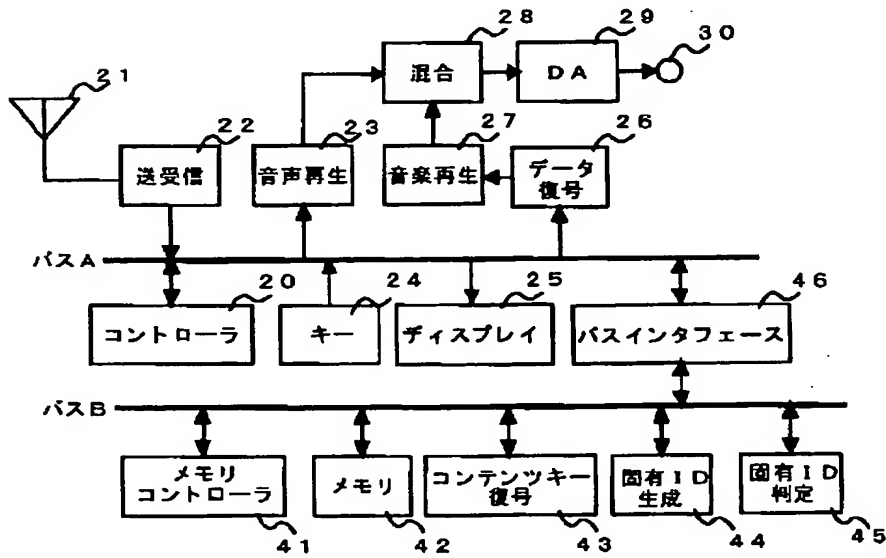 28
29
30
混合
DA
21
22
23
27
26
送受信
音声再生
音楽再生
データ
復号
バスA
20
24
25
46
コントローラ
キー
ディスプレイ
バスインタフェース
バスB
メモリ
コントローラ
メモリ
コンテンツキー
復号
固有ID
生成
固有ID
判定
41
42
43
44
45